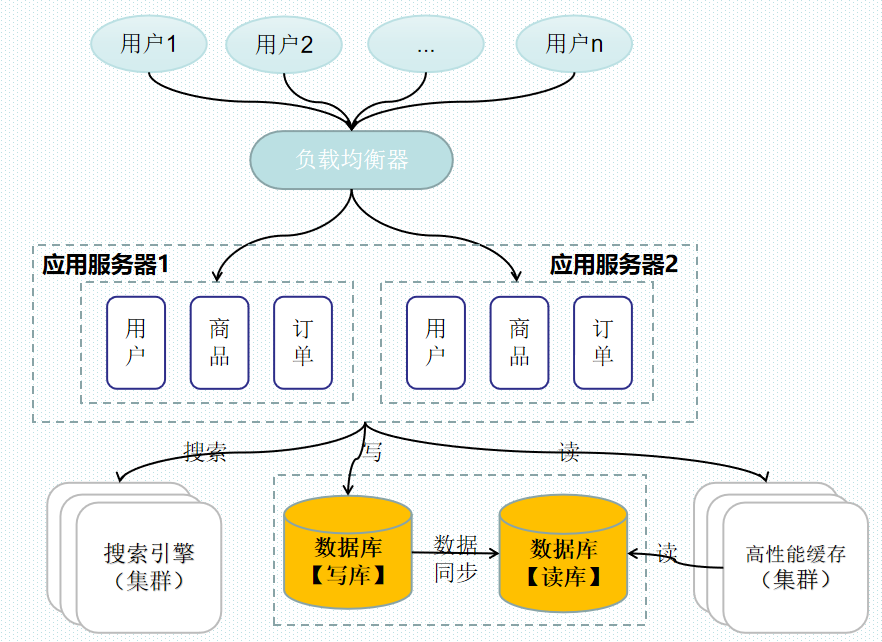 用户1
用户2
...
用户n
负载均衡器
应用服务器1
应用服务器2
用
户
商
品
订
单
用
户
商
品
订
单
搜索
写
读
搜索引擎
（集群）
数据库
【写库】
数据
同步
数据库
【读库】
读
高性能缓存
（集群）